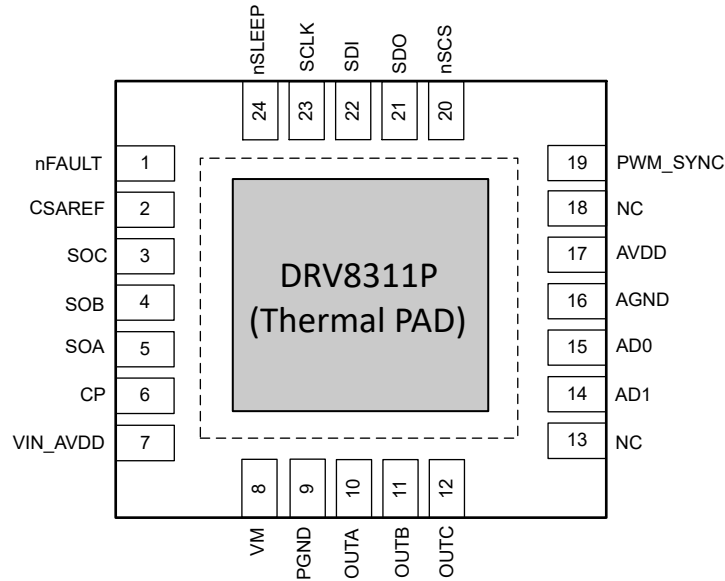 nSLEEP
SCLK
SDI
SDO
nSCS
24
23
22
21
20
nFAULT 1
CSAREF 2
SOC 3
SOB 4
SOA 5
CP 6
VIN_AVDD 7
DRV8311P
(Thermal PAD)
19 PWM_SYNC
18 NC
17 AVDD
16 AGND
15 AD0
14 AD1
13 NC
8
9
10
11
12
VM
PGND
OUTA
OUTB
OUTC